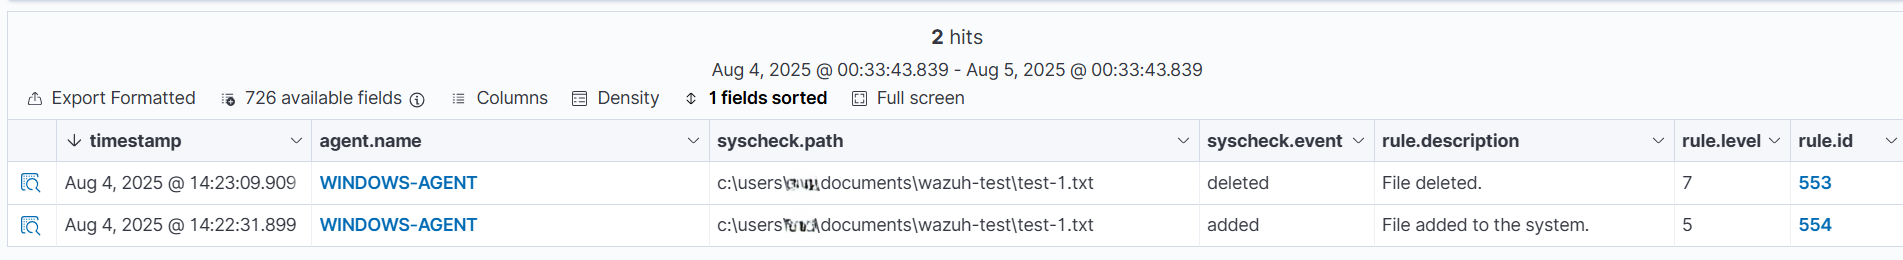 2 hits
Aug 4, 2025 @ 00:33:43.839 - Aug 5, 2025 @ 00:33:43.839
Export Formatted 726 available fields Columns Density 1 fields sorted Full screen
timestamp agent.name syscheck.path syscheck.event rule.description rule.level rule.id
Aug 4, 2025 @ 14:23:09.909 WINDOWS-AGENT c:\users\ \documents\wazuh-test\test-1.txt deleted File deleted. 7 553
Aug 4, 2025 @ 14:22:31.899 WINDOWS-AGENT c:\users\ \documents\wazuh-test\test-1.txt added File added to the system. 5 554